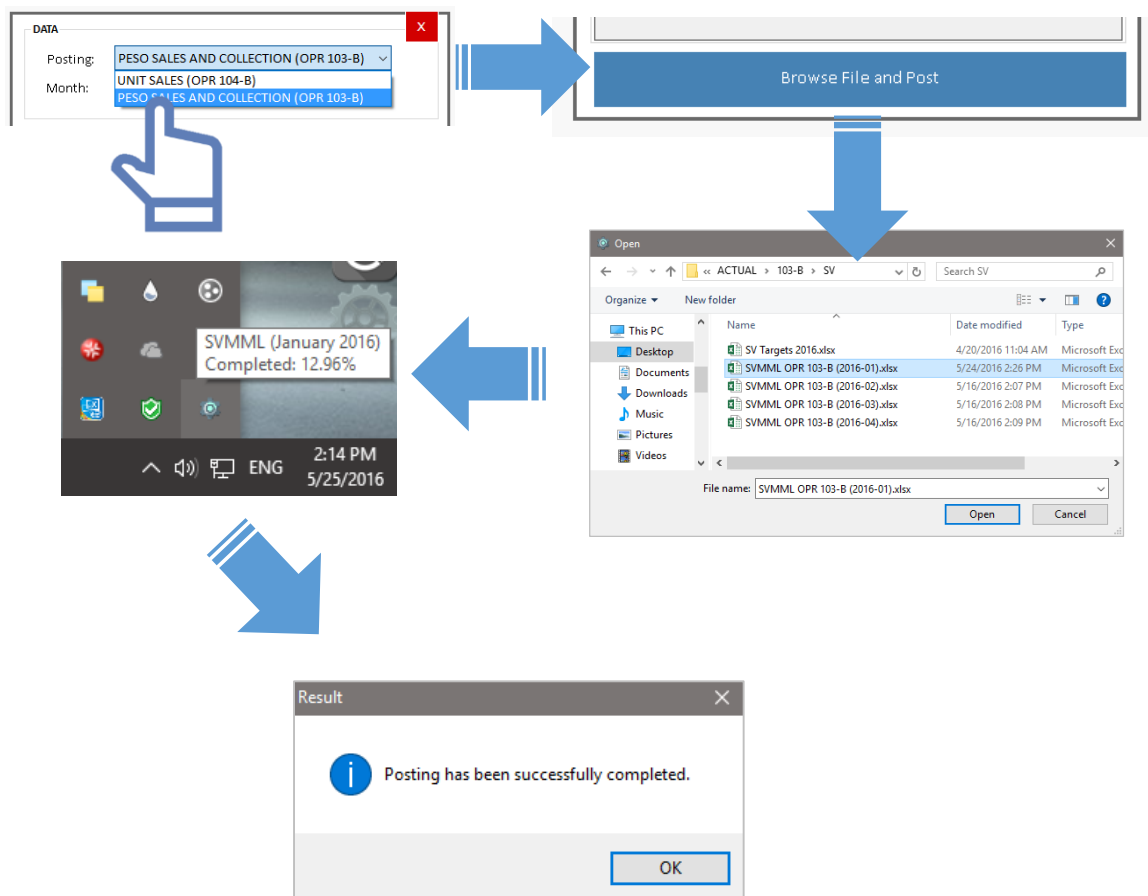 DATA
X
Posting: PESO SALES AND COLLECTION (OPR 103-B)
UNIT SALES (OPR 104-B)
Month:
PESO SALES AND COLLECTION (OPR 103-B)
Browse File and Post
Open
« ACTUAL › 103-B › SV
Search SV
Organize
New folder
This PC
Desktop
Documents
Downloads
Music
Pictures
Videos
Name Date modified Type
SV Targets 2016.xlsx 4/20/2016 11:04 AM Microsoft Exc
SVMML OPR 103-B (2016-01).xlsx 5/24/2016 2:26 PM Microsoft Exc
SVMML OPR 103-B (2016-02).xlsx 5/16/2016 2:07 PM Microsoft Exc
SVMML OPR 103-B (2016-03).xlsx 5/16/2016 2:08 PM Microsoft Exc
SVMML OPR 103-B (2016-04).xlsx 5/16/2016 2:09 PM Microsoft Exc
File name: SVMML OPR 103-B (2016-01).xlsx
Open Cancel
SVMML (January 2016)
Completed: 12.96%
ENG
2:14 PM
5/25/2016
Result
Posting has been successfully completed.
OK